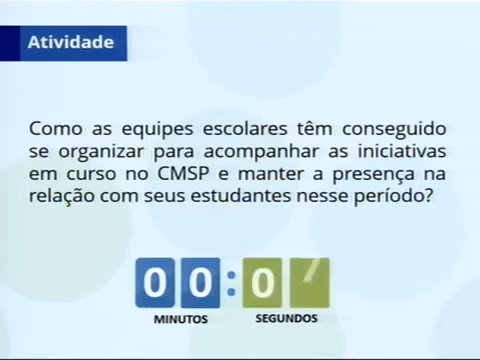 Atividade
Como as equipes escolares têm conseguido
se organizar para acompanhar as iniciativas
em curso no CMSP e manter a presença na
relação com seus estudantes nesse período?
00:07
MINUTOS SEGUNDOS